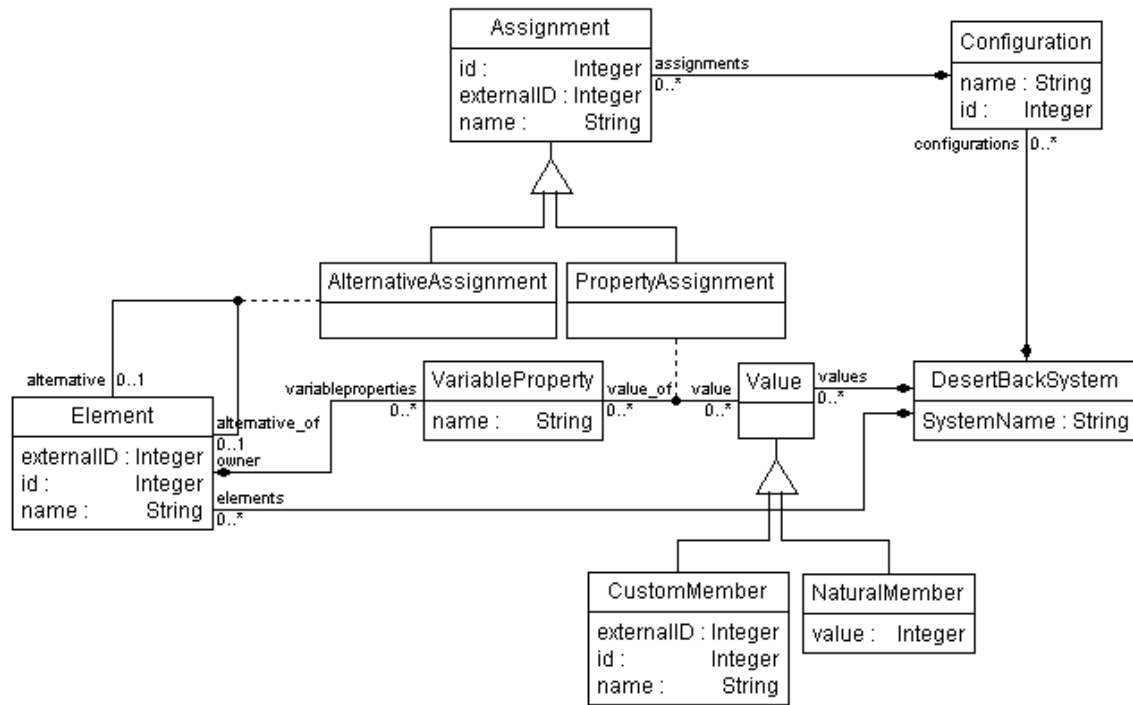 Assignment
id : Integer
externalID : Integer
name : String
Configuration
name : String
id : Integer
assignments
0..*
configurations 0..*
AlternativeAssignment
PropertyAssignment
alternative 0..1
Element
externalID : Integer
id : Integer
name : String
alternative_of
0..1
owner
elements
0..*
variableproperties
0..*
VariableProperty
name : String
value_of
0..*
value
0..*
Value
values
0..*
DesertBackSystem
SystemName : String
CustomMember
externalID : Integer
id : Integer
name : String
NaturalMember
value : Integer